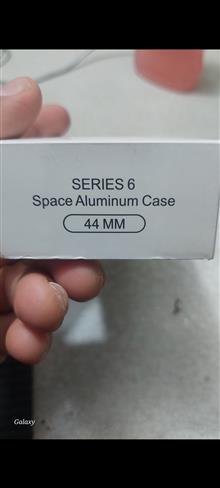 SERIES 6
Space Aluminum Case
44 MM
Galaxy